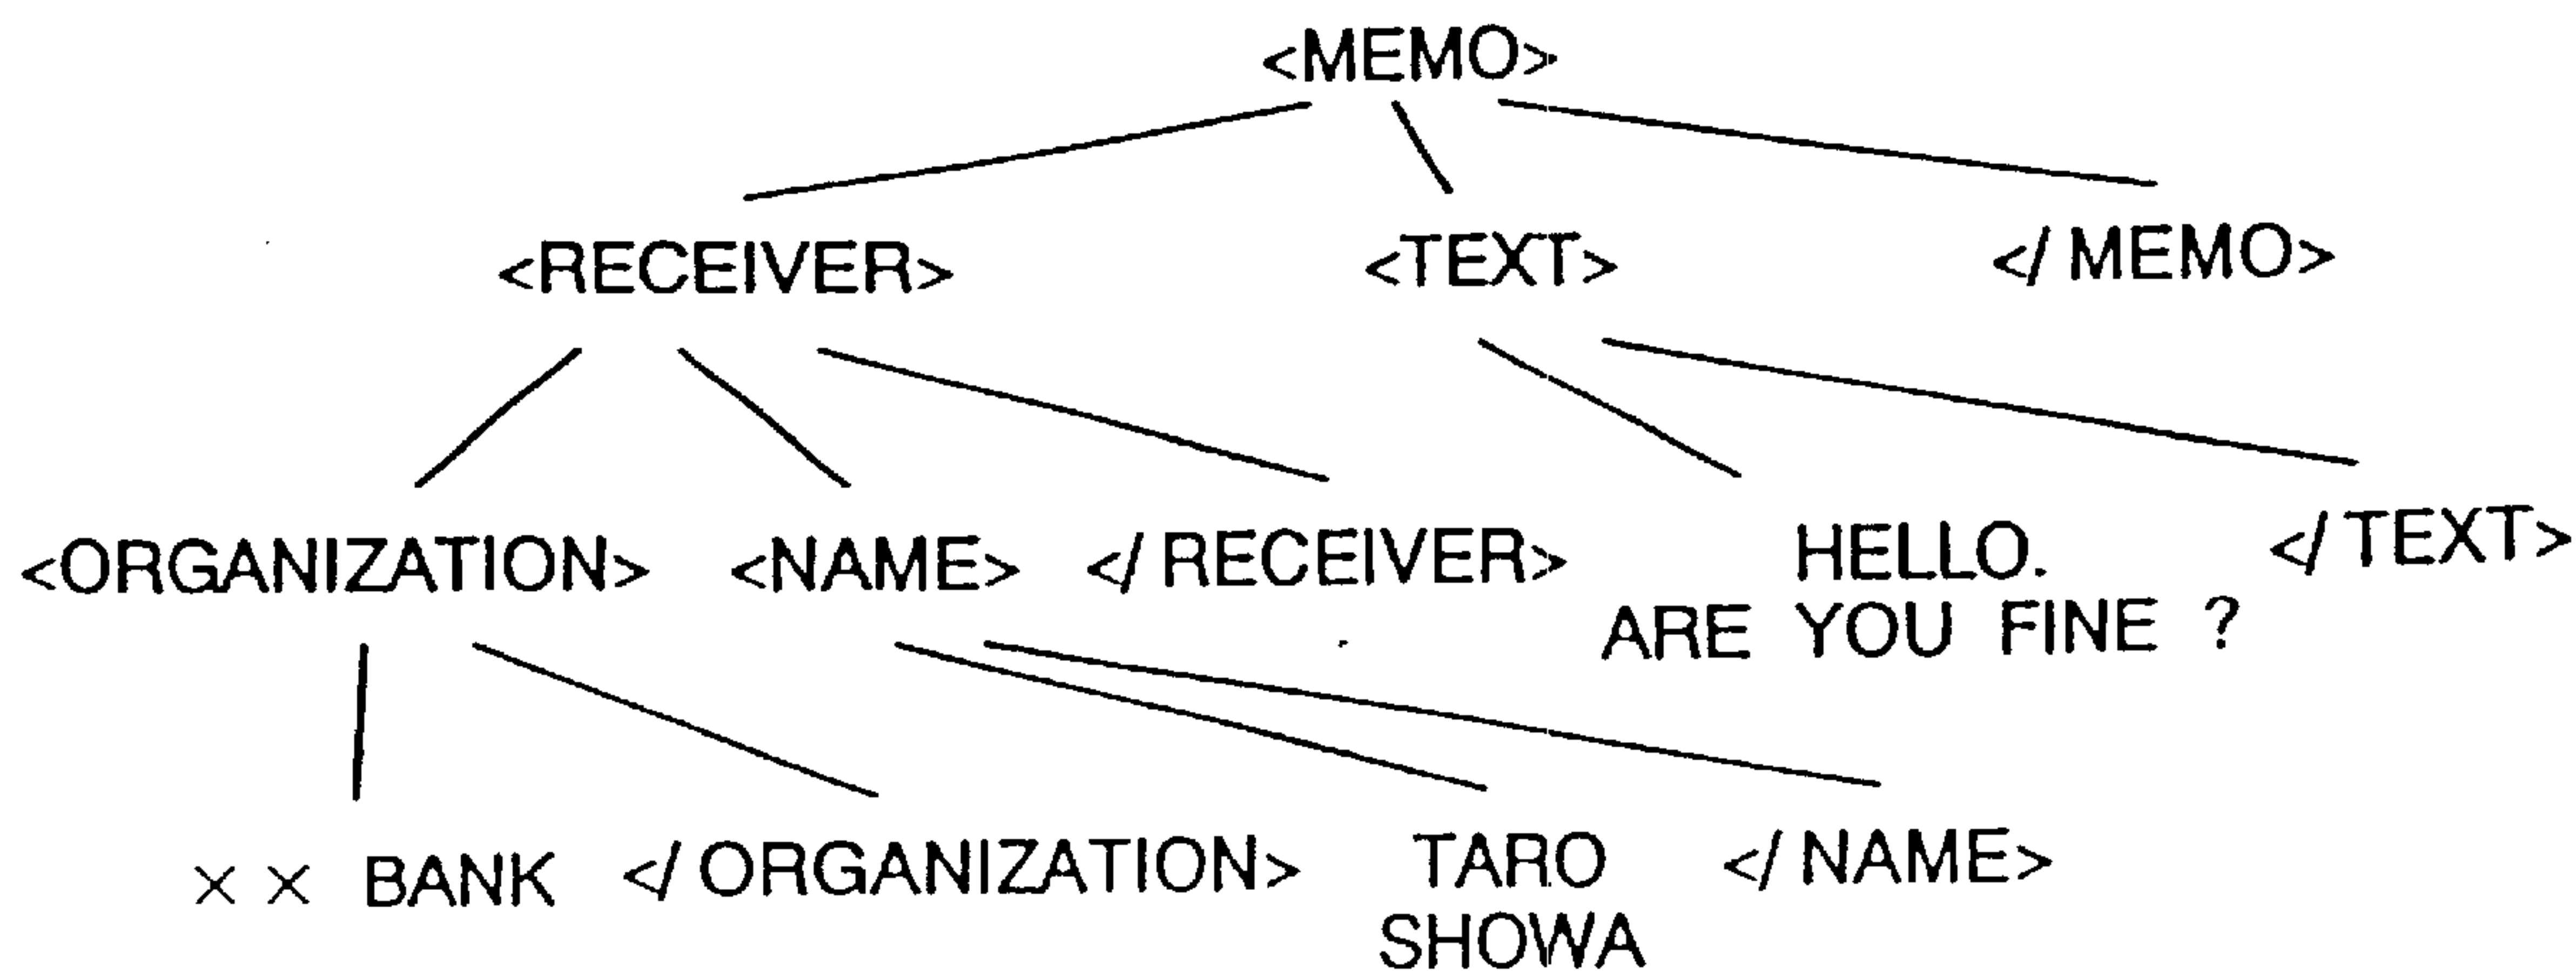 <MEMO>
<RECEIVER> <TEXT> </ MEMO>
<ORGANIZATION> <NAME> </ RECEIVER> HELLO. </ TEXT>
ARE YOU FINE ?
×× BANK </ ORGANIZATION> TARO </ NAME>
SHOWA